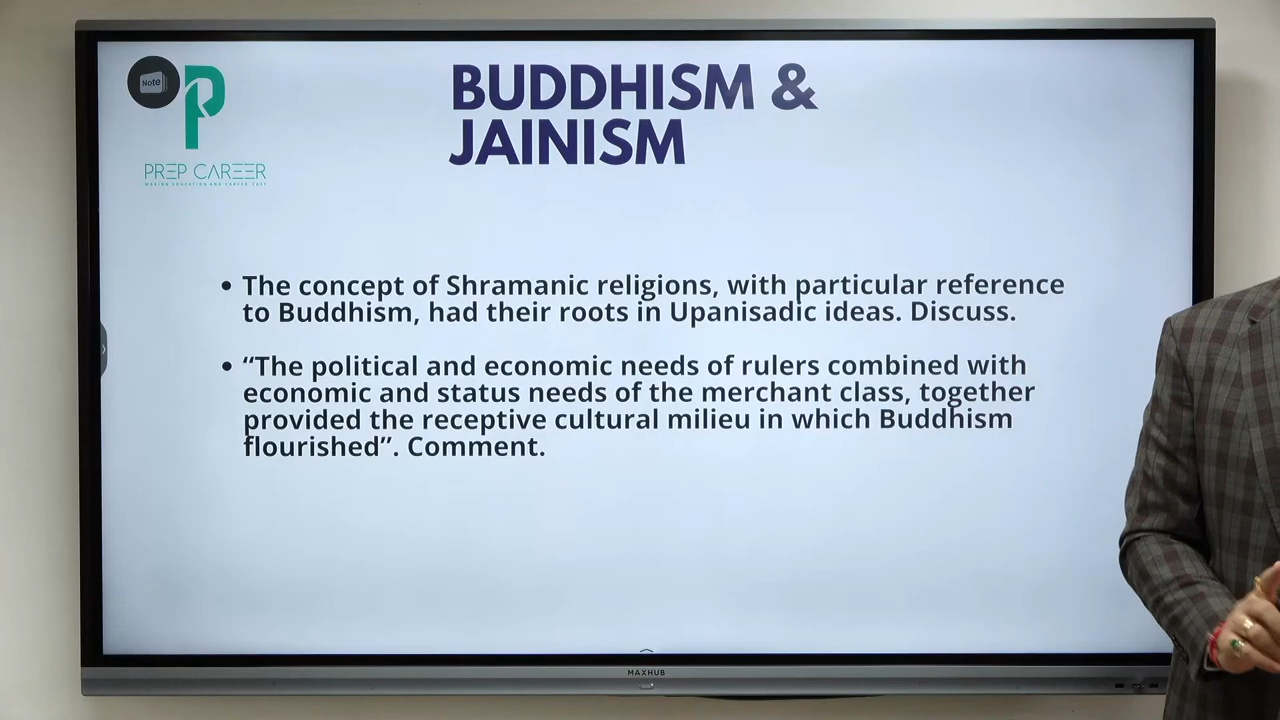 Note
PREP CAREER
MAKING EDUCATION AND CAREER EASY
BUDDHISM &
JAINISM
• The concept of Shramanic religions, with particular reference
to Buddhism, had their roots in Upanisadic ideas. Discuss.
• “The political and economic needs of rulers combined with
economic and status needs of the merchant class, together
provided the receptive cultural milieu in which Buddhism
flourished”. Comment.
MAXHUB